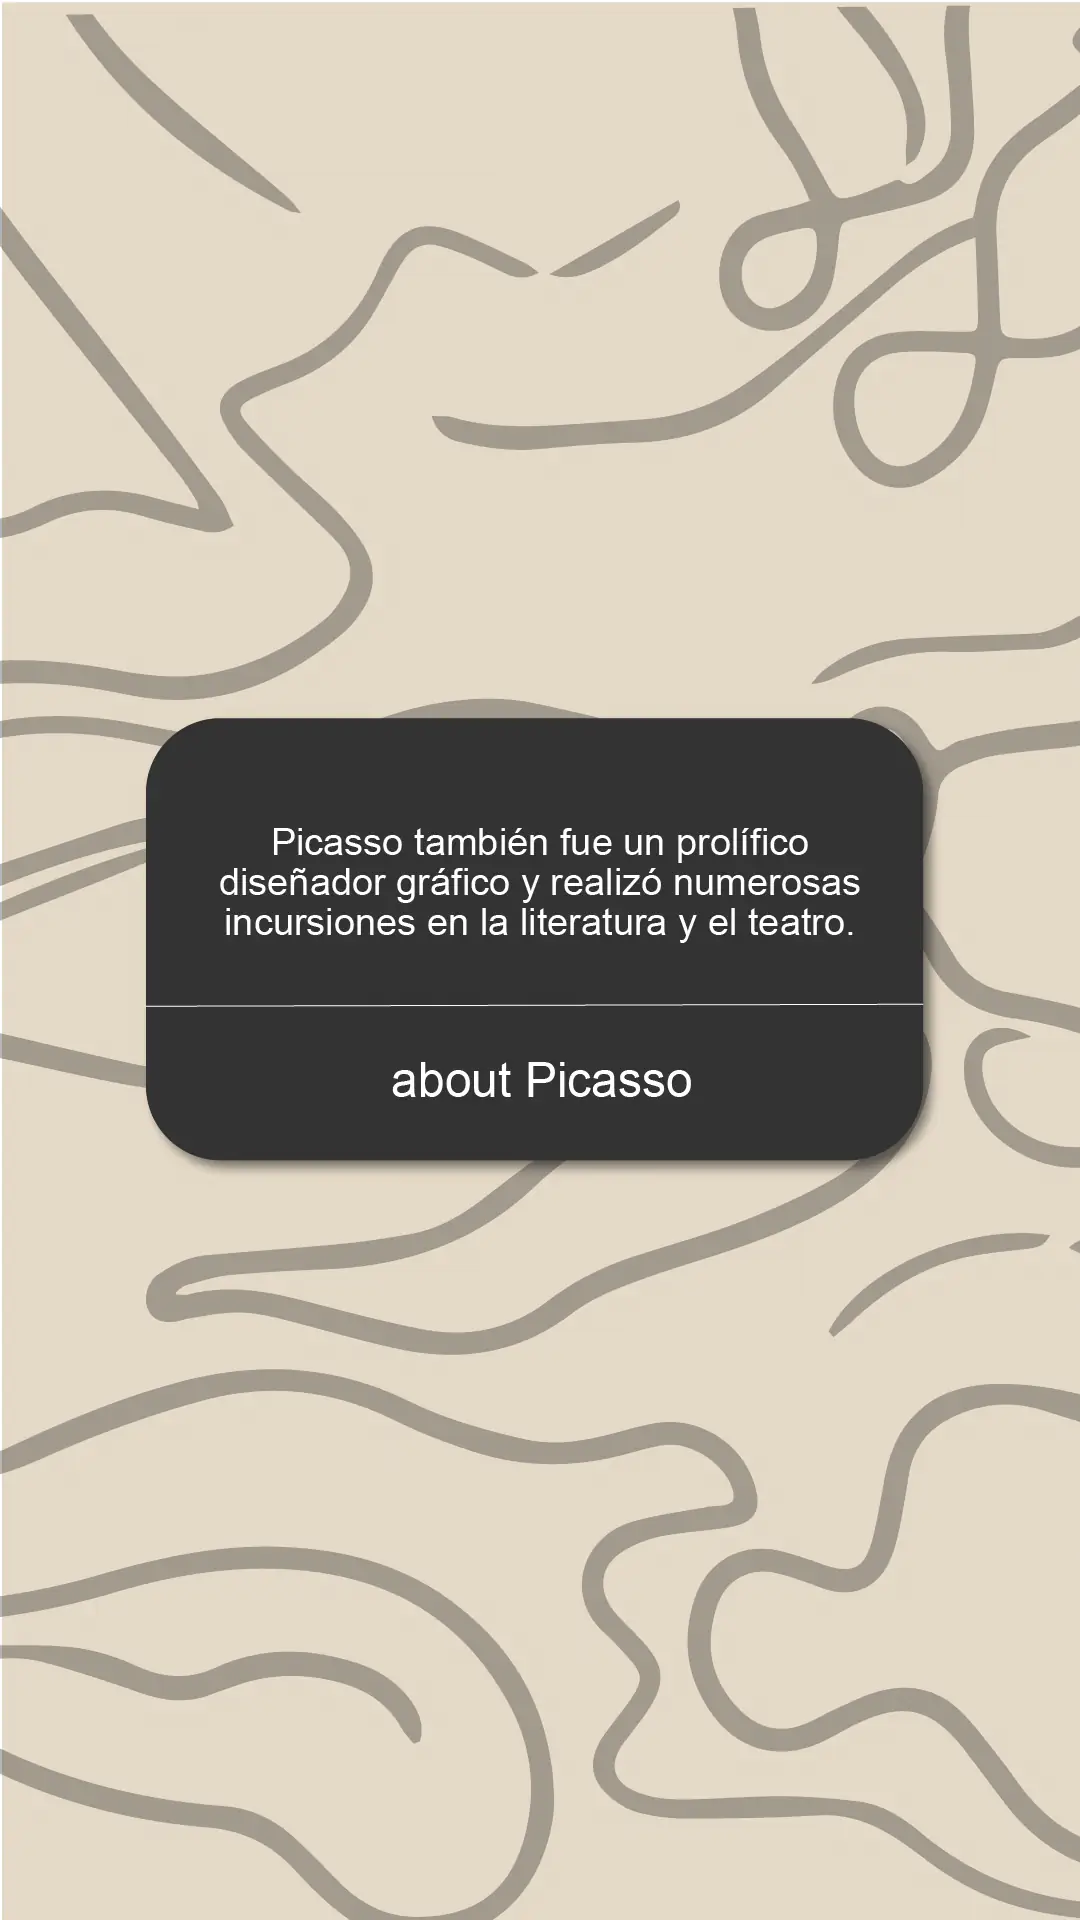 Picasso también fue un prolífico
diseñador gráfico y realizó numerosas
incursiones en la literatura y el teatro.
about Picasso